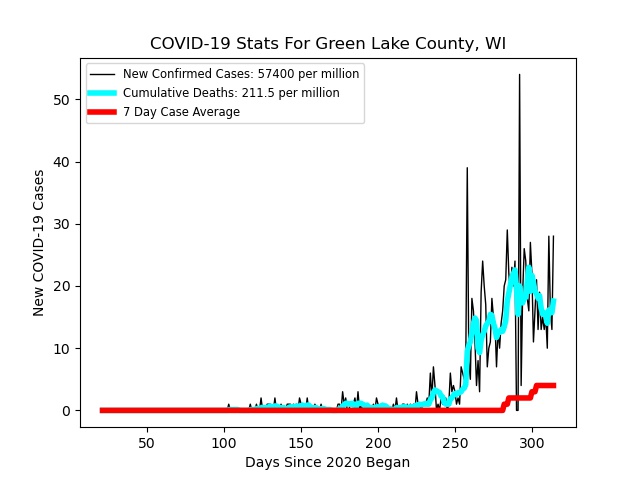 COVID-19 Stats For Green Lake County, WI
New Confirmed Cases: 57400 per million
Cumulative Deaths: 211.5 per million
7 Day Case Average
New COVID-19 Cases
50
40
30
20
10
0
50 100 150 200 250 300
Days Since 2020 Began